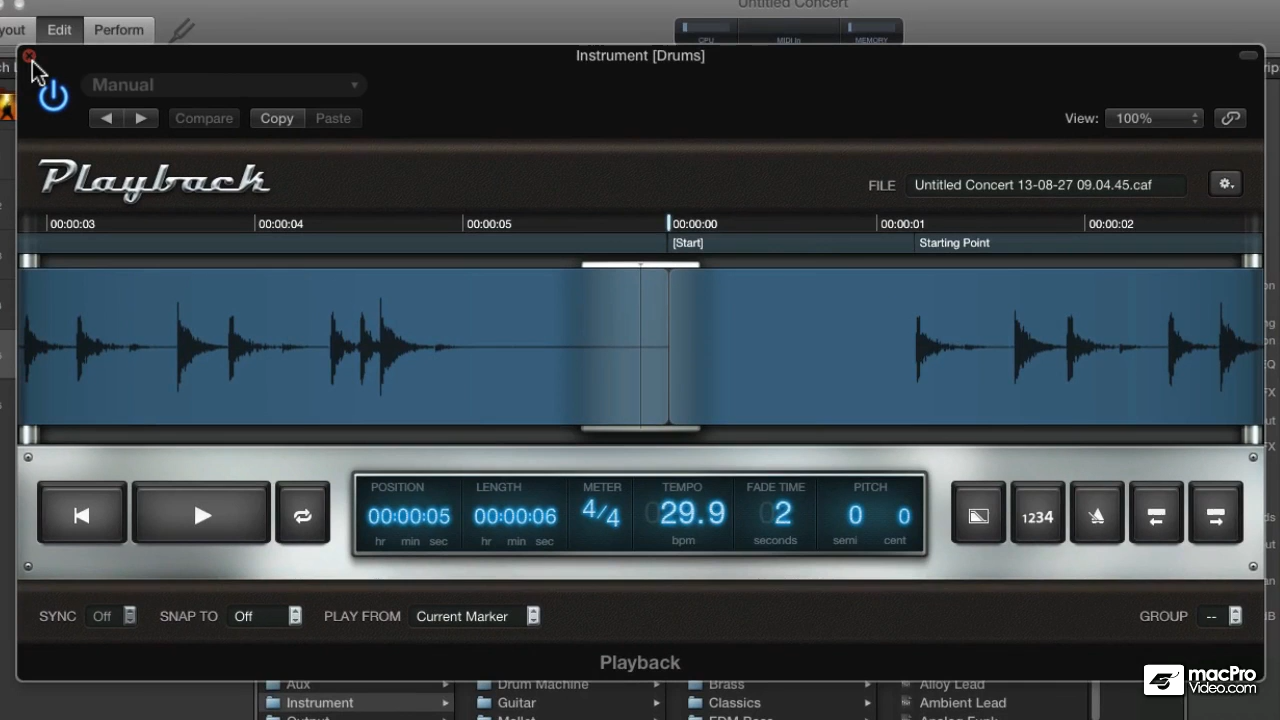 Untitled Concert
yout Edit Perform
CPU MIDI In MEMORY
Instrument [Drums]
Manual
Compare Copy Paste
View: 100%
Playback
FILE Untitled Concert 13-08-27 09.04.45.caf
00:00:03 00:00:04 00:00:05 00:00:00 00:00:01 00:00:02
[Start] Starting Point
POSITION LENGTH METER TEMPO FADE TIME PITCH
00:00:05 00:00:06 4/4 29.9 2 0 0
hr min sec hr min sec bpm seconds semi cent
1234
SYNC Off SNAP TO Off PLAY FROM Current Marker GROUP --
Playback
Aux Drum Machine Brass Alloy Lead
Instrument Guitar Classics Ambient Lead
macPro
Video.com